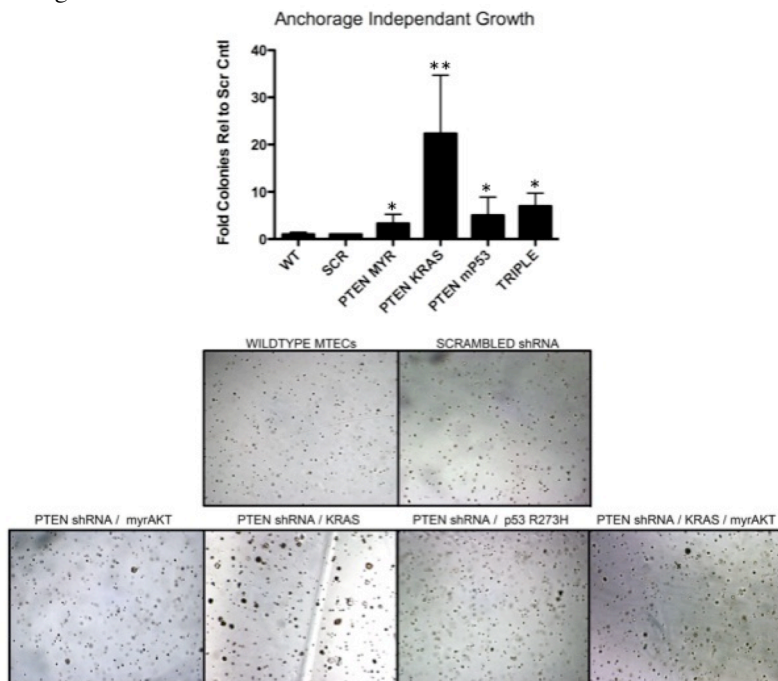 Anchorage Independant Growth
Fold Colonies Rel to Scr Cntl
40
30
20
10
0
*
**
*
*
WT
SCR
PTEN MYR
PTEN KRAS
PTEN mP53
TRIPLE
WILDTYPE MTECs
SCRAMBLED shRNA
PTEN shRNA / myrAKT
PTEN shRNA / KRAS
PTEN shRNA / p53 R273H
PTEN shRNA / KRAS / myrAKT